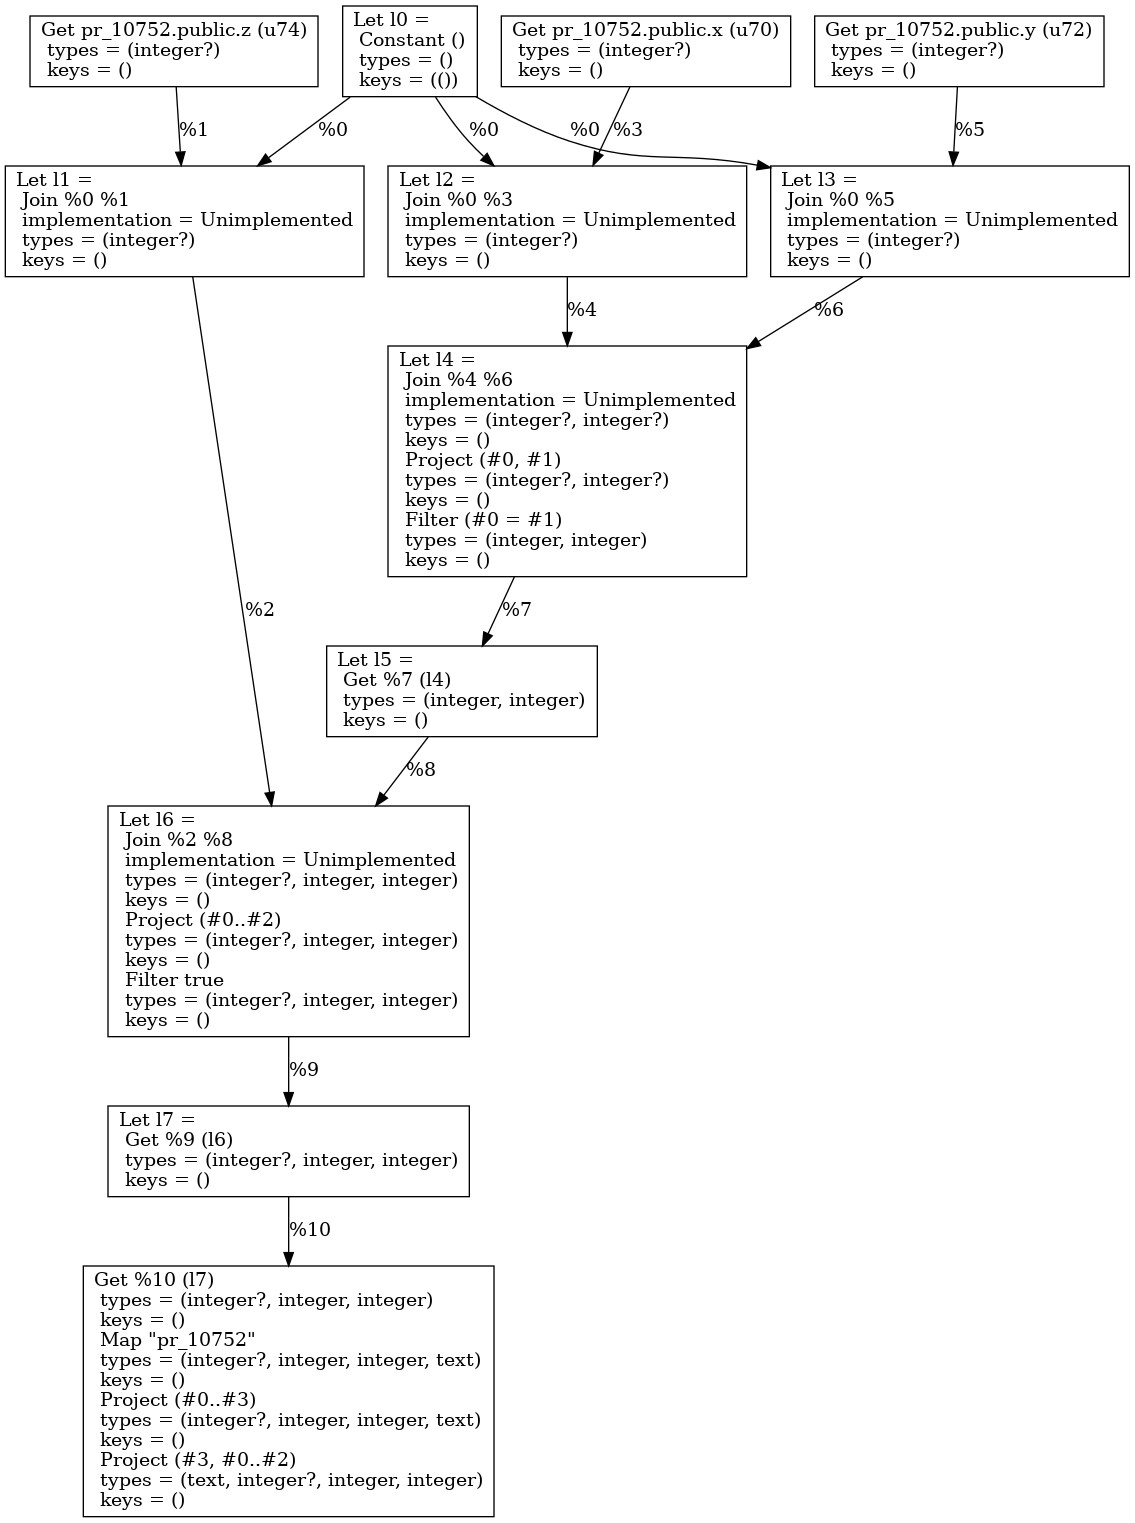 Get pr_10752.public.z (u74)
types = (integer?)
keys = ()
Let l0 =
Constant ()
types = ()
keys = (())
Get pr_10752.public.x (u70)
types = (integer?)
keys = ()
Get pr_10752.public.y (u72)
types = (integer?)
keys = ()
%1
%0
%0
%3
%0
%5
Let l1 =
Join %0 %1
implementation = Unimplemented
types = (integer?)
keys = ()
Let l2 =
Join %0 %3
implementation = Unimplemented
types = (integer?)
keys = ()
Let l3 =
Join %0 %5
implementation = Unimplemented
types = (integer?)
keys = ()
%4
%6
Let l4 =
Join %4 %6
implementation = Unimplemented
types = (integer?, integer?)
keys = ()
Project (#0, #1)
types = (integer?, integer?)
keys = ()
Filter (#0 = #1)
types = (integer, integer)
keys = ()
%2
%7
Let l5 =
Get %7 (l4)
types = (integer, integer)
keys = ()
%8
Let l6 =
Join %2 %8
implementation = Unimplemented
types = (integer?, integer, integer)
keys = ()
Project (#0..#2)
types = (integer?, integer, integer)
keys = ()
Filter true
types = (integer?, integer, integer)
keys = ()
%9
Let l7 =
Get %9 (l6)
types = (integer?, integer, integer)
keys = ()
%10
Get %10 (l7)
types = (integer?, integer, integer)
keys = ()
Map "pr_10752"
types = (integer?, integer, integer, text)
keys = ()
Project (#0..#3)
types = (integer?, integer, integer, text)
keys = ()
Project (#3, #0..#2)
types = (text, integer?, integer, integer)
keys = ()